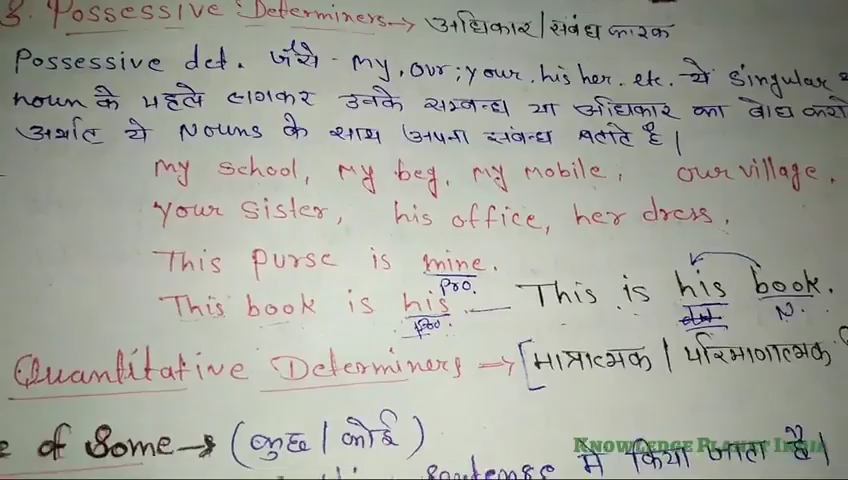 3. Possessive Determiners → अधिकार/संबंध कारक
Possessive det. जैसे - my, our, your, his her. etc. - ये singular
noun के पहले लगकर उनके सम्बन्ध या अधिकार का बोध कराते
अर्थात ये Nouns के साथ अपना संबंध बताते है।
my school, my beg, my mobile, our village,
your sister, his office, her dress,
This purse is mine.
Pro.
This book is his. — This is his book.
Pro. N.
Quantitative Determiners → [मात्रात्मक / परिमाणात्मक
e of Some → (कुछ / कोई)
KNOWLEDGE PLANET INDIA
sentense में किया जाता है।